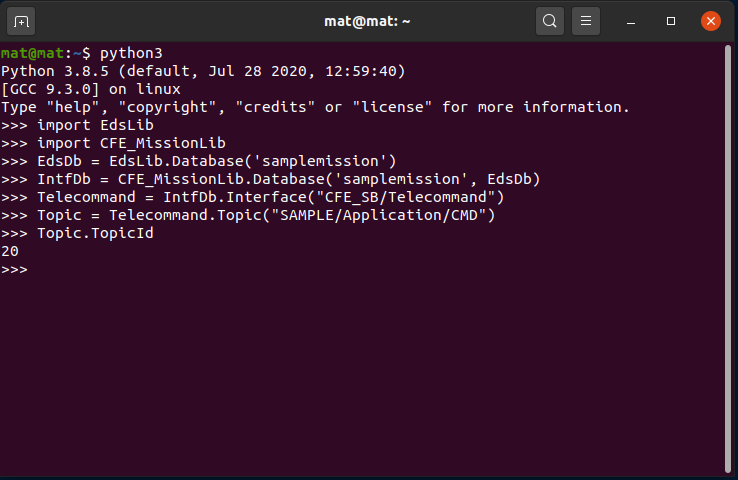 mat@mat: ~
mat@mat:~$ python3
Python 3.8.5 (default, Jul 28 2020, 12:59:40)
[GCC 9.3.0] on linux
Type "help", "copyright", "credits" or "license" for more information.
>>> import EdsLib
>>> import CFE_MissionLib
>>> EdsDb = EdsLib.Database('samplemission')
>>> IntfDb = CFE_MissionLib.Database('samplemission', EdsDb)
>>> Telecommand = IntfDb.Interface("CFE_SB/Telecommand")
>>> Topic = Telecommand.Topic("SAMPLE/Application/CMD")
>>> Topic.TopicId
20
>>>